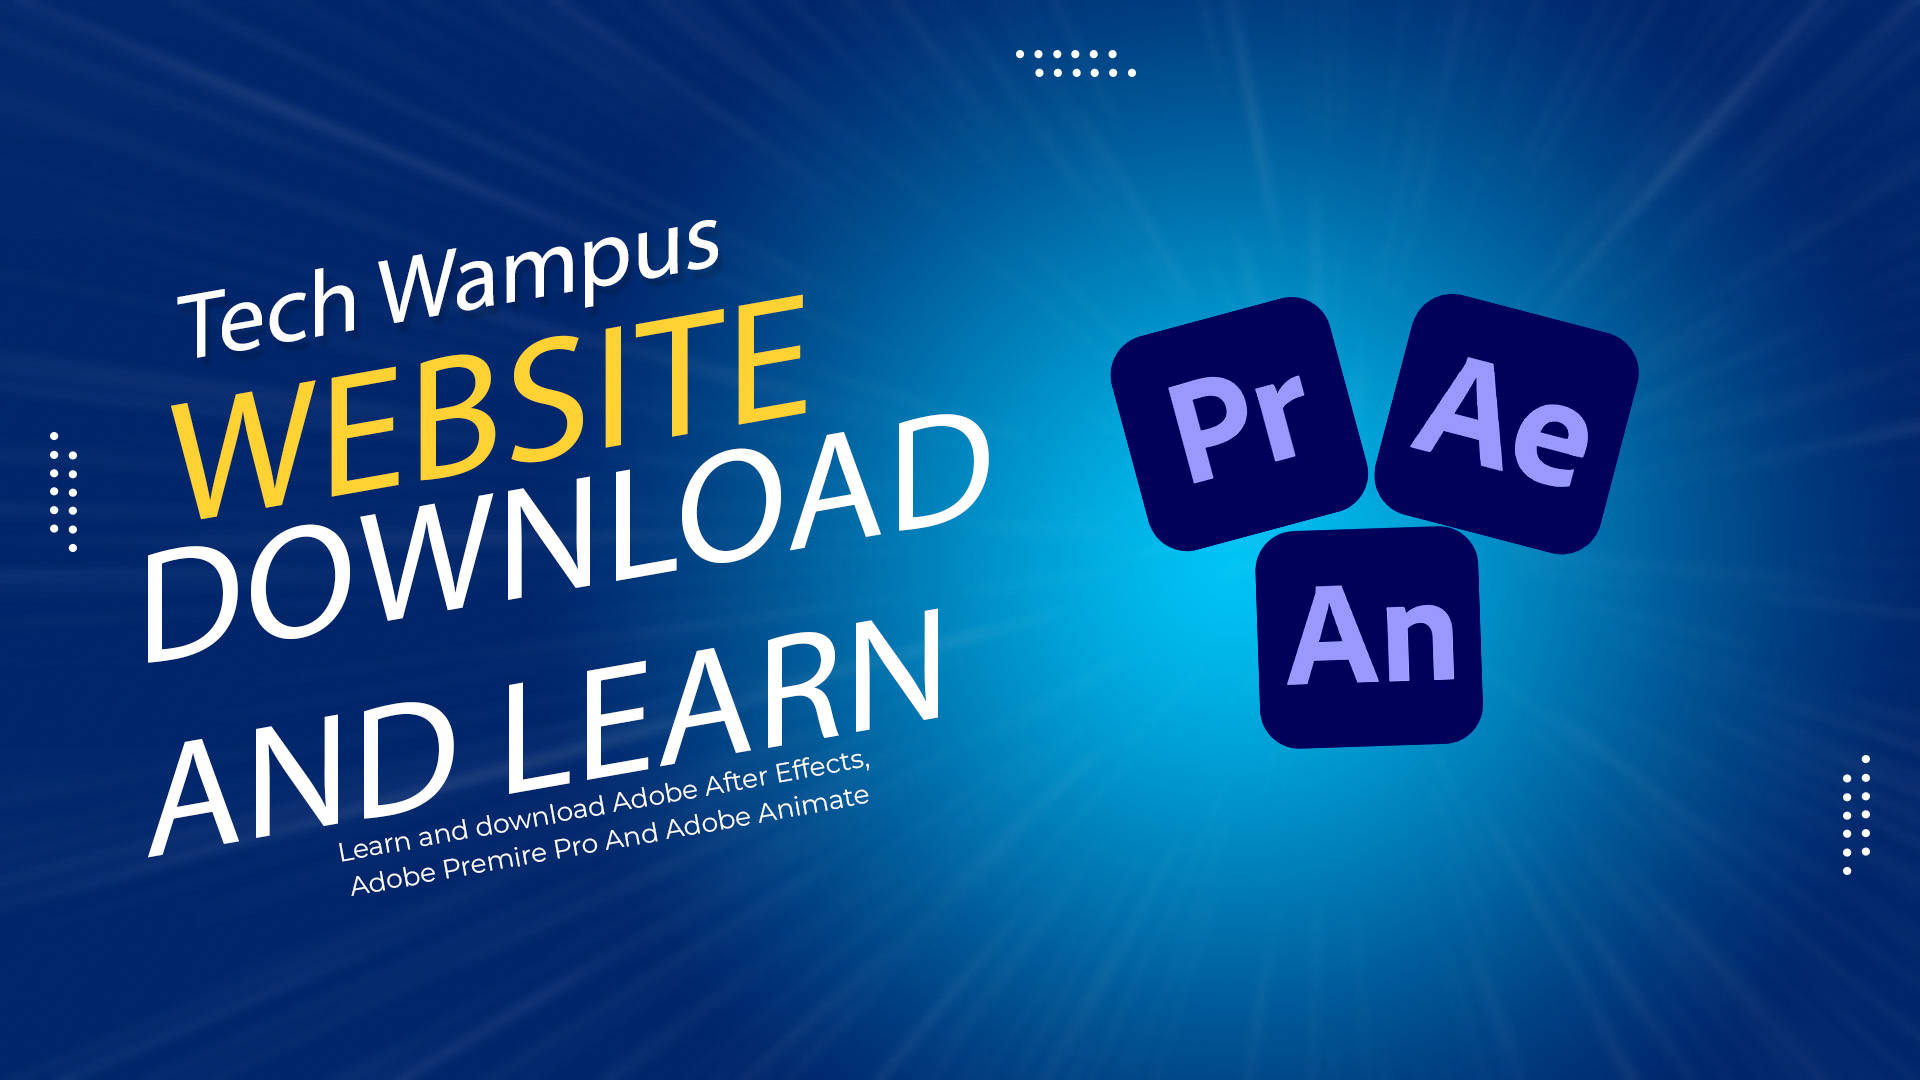 Tech Wampus
WEBSITE
DOWNLOAD
AND LEARN
Learn and download Adobe After Effects,
Adobe Premire Pro And Adobe Animate
Pr
Ae
An